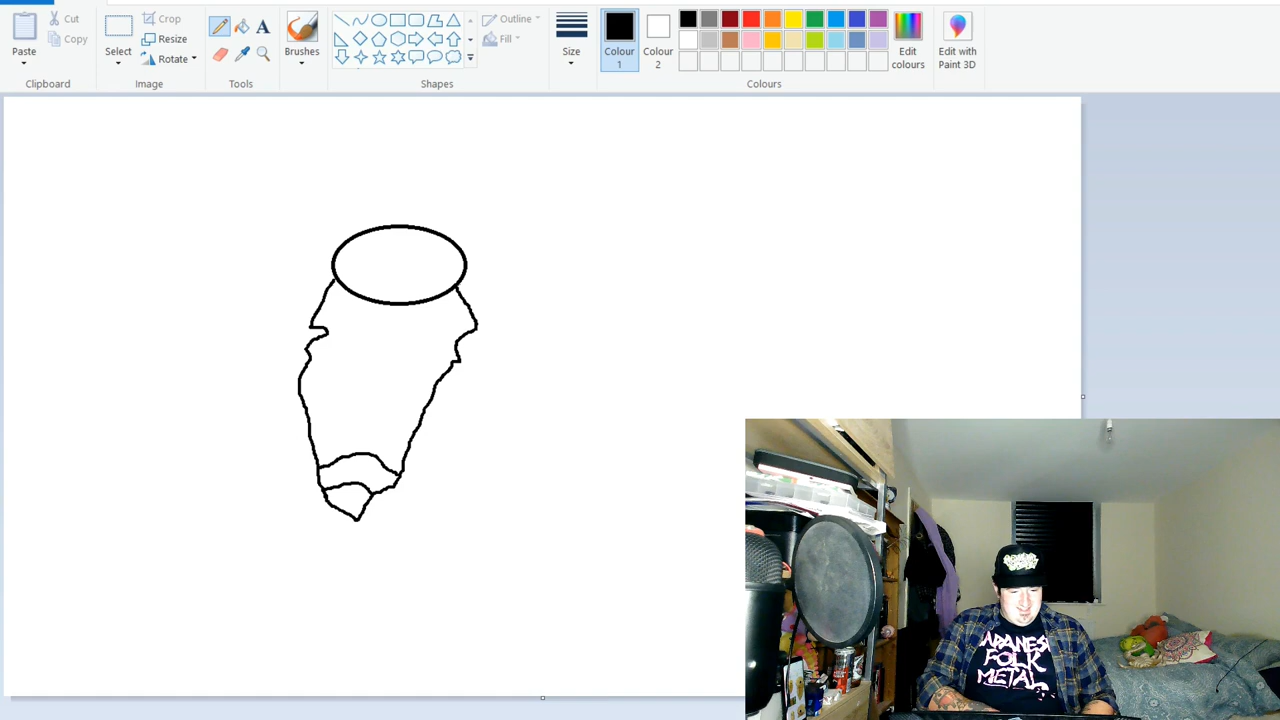 Cut
Crop
Outline
Copy
Resize
Fill
Paste
Select
Rotate
Brushes
Size
Colour 1
Colour 2
Edit colours
Edit with Paint 3D
Clipboard
Image
Tools
Shapes
Colours
A
JAPANESE
FOLK
METAL